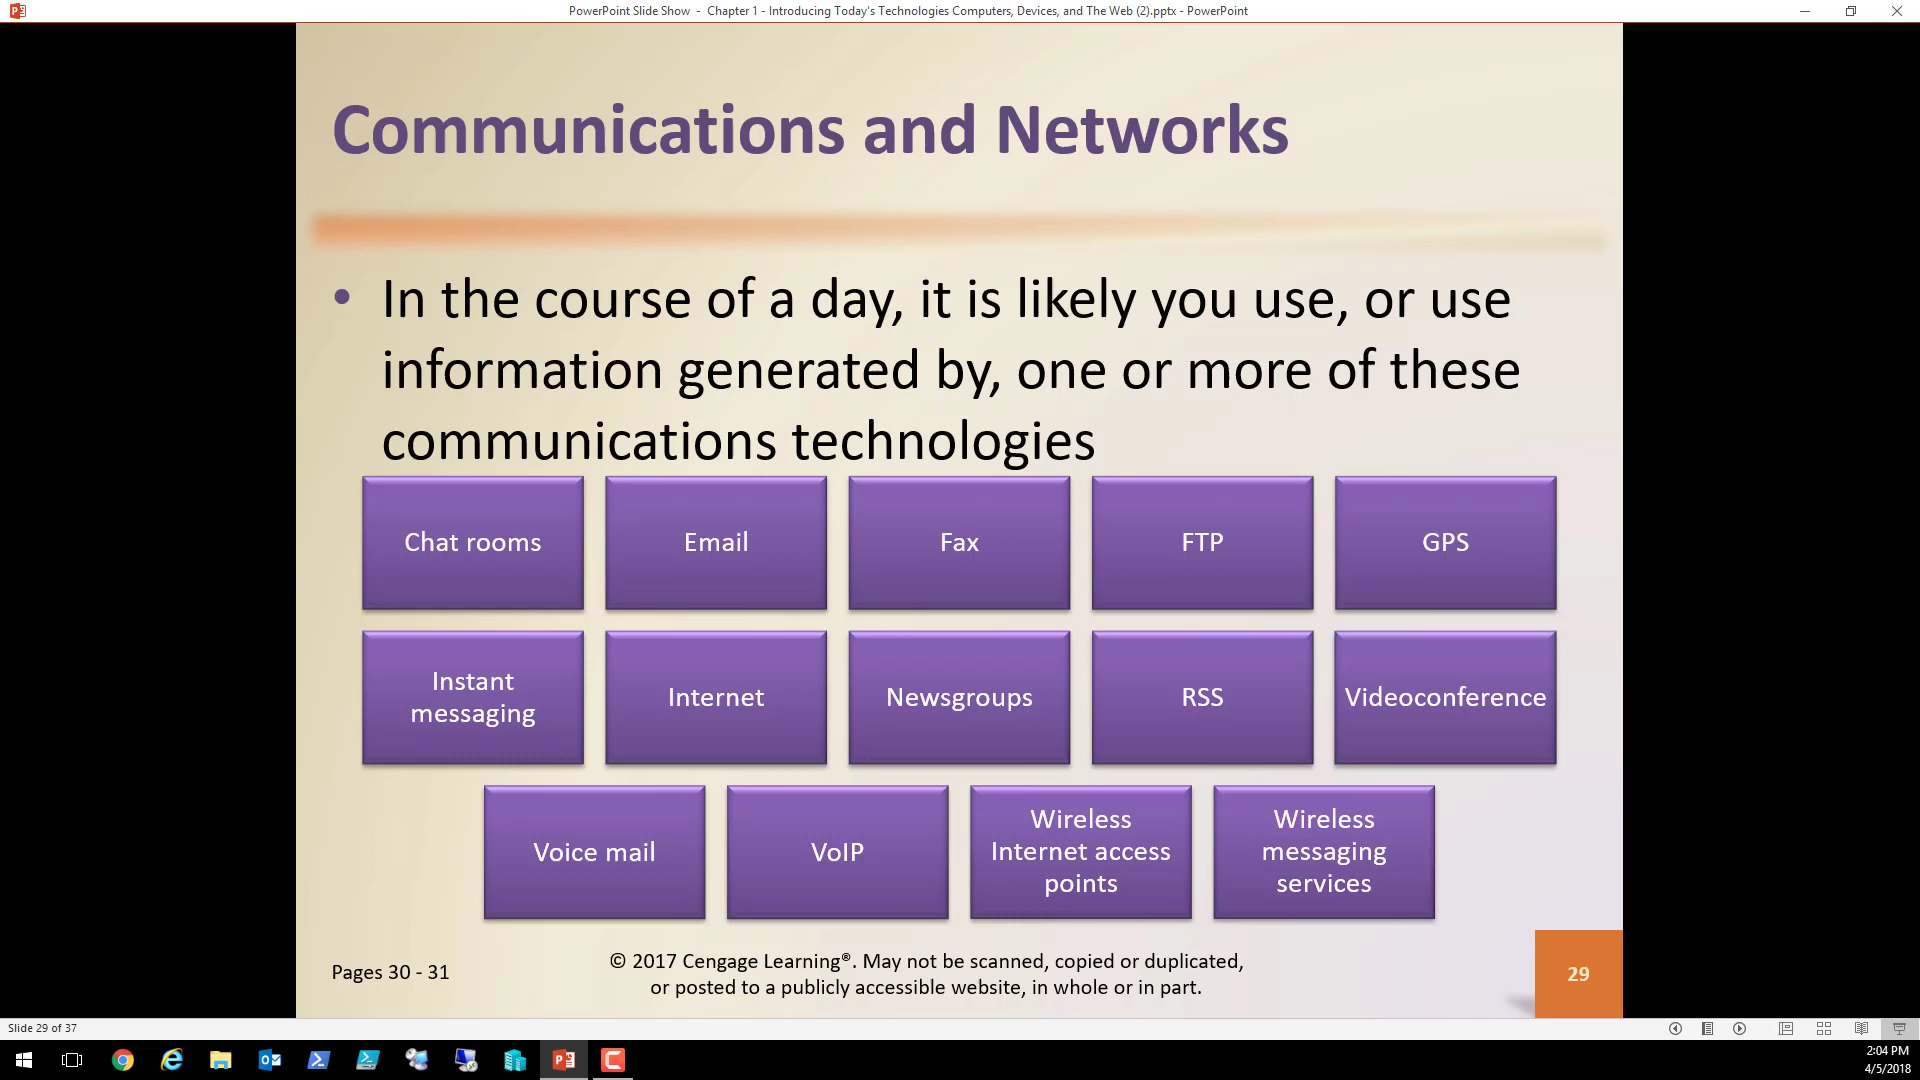 PowerPoint Slide Show - Chapter 1 - Introducing Today's Technologies Computers, Devices, and The Web (2).pptx - PowerPoint
Communications and Networks
• In the course of a day, it is likely you use, or use
information generated by, one or more of these
communications technologies
Chat rooms
Email
Fax
FTP
GPS
Instant
messaging
Internet
Newsgroups
RSS
Videoconference
Voice mail
VoIP
Wireless
Internet access
points
Wireless
messaging
services
Pages 30 - 31
© 2017 Cengage Learning®. May not be scanned, copied or duplicated,
or posted to a publicly accessible website, in whole or in part.
29
Slide 29 of 37
2:04 PM
4/5/2018